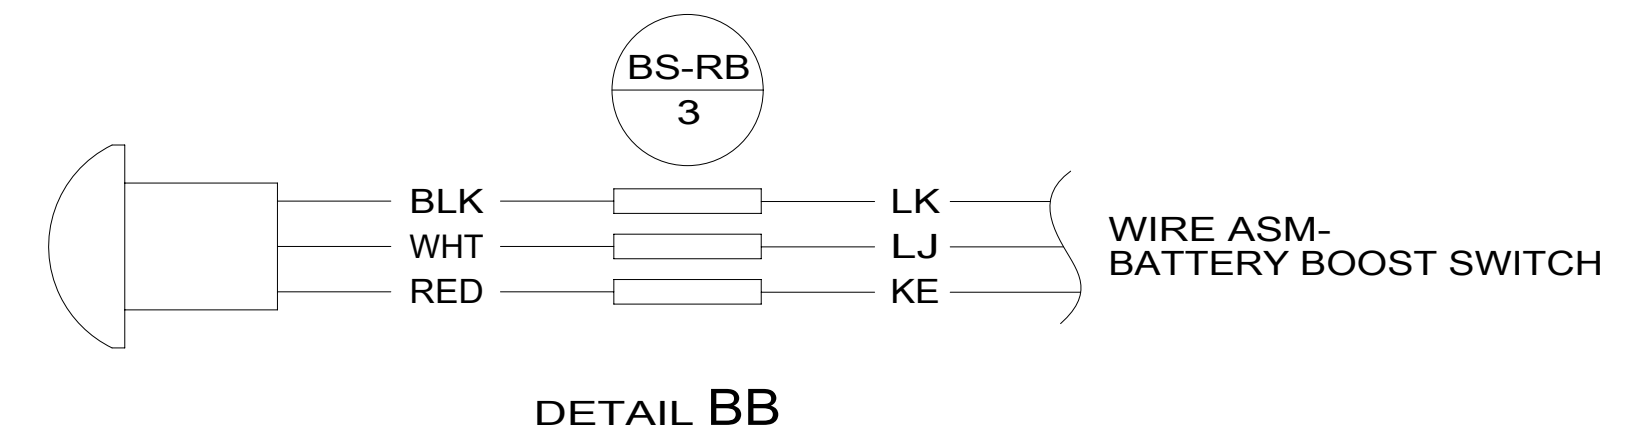 BS-RB
3
BLK LK
WHT LJ
RED KE
WIRE ASM-
BATTERY BOOST SWITCH
DETAIL BB